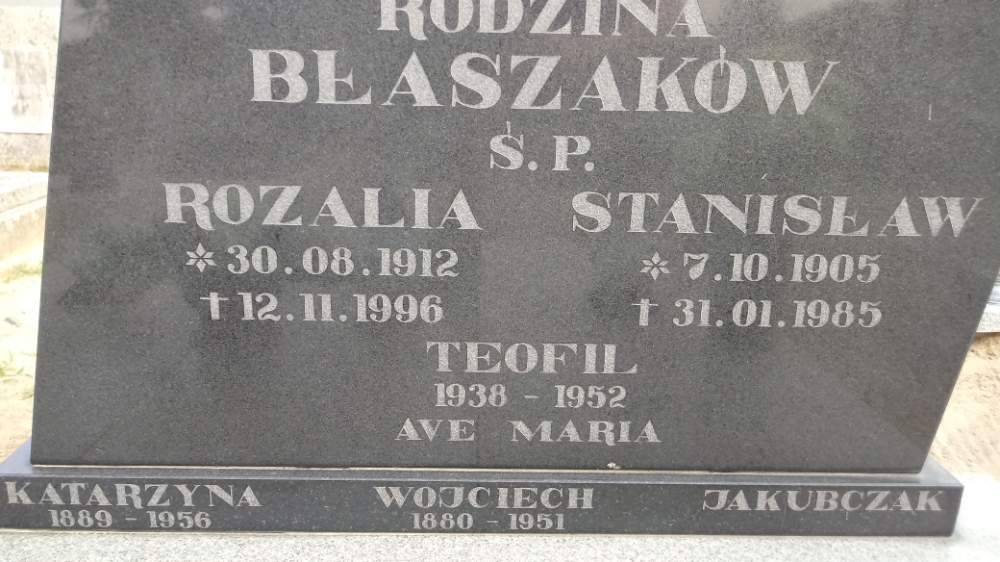 RODZINA
BŁASZAKÓW
Ś.P.
ROZALIA STANISŁAW
* 30.08.1912 * 7.10.1905
† 12.11.1996 † 31.01.1985
TEOFIL
1938 - 1952
AVE MARIA
KATARZYNA WOJCIECH JAKUBCZAK
1889 - 1956 1880 - 1951